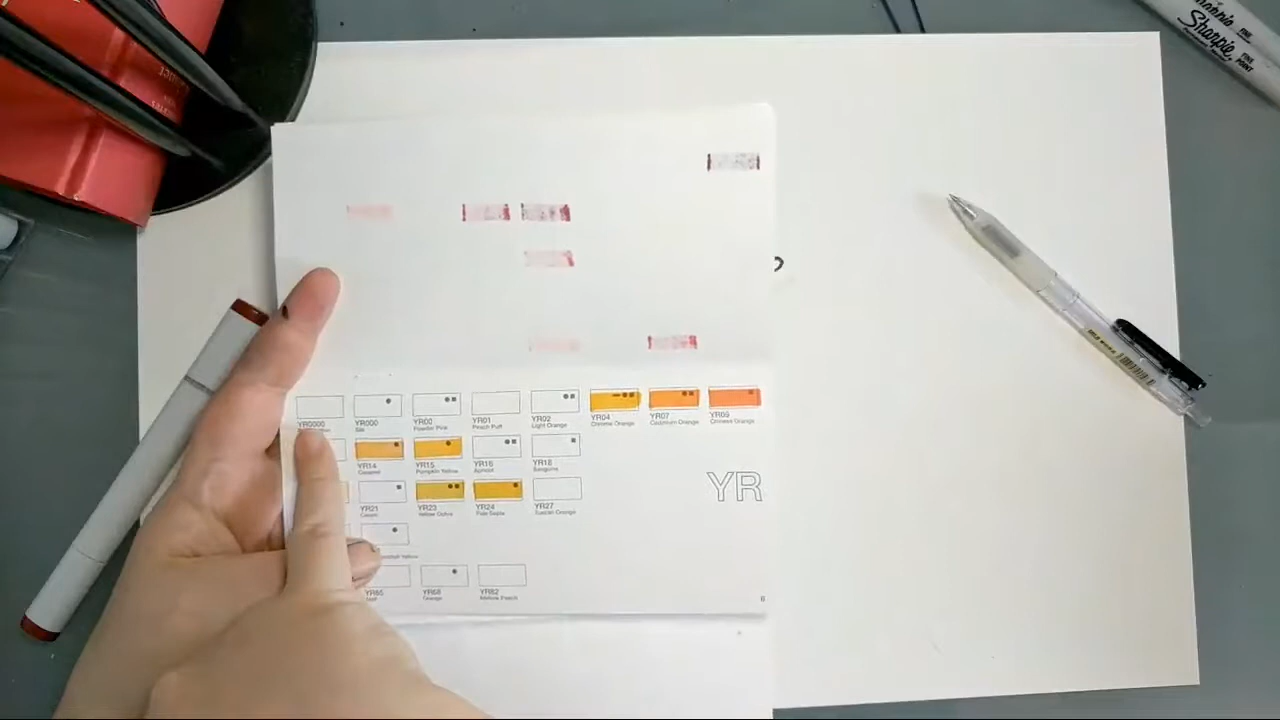 Sharpie
FINE POINT
YR0000 YR000 YR00 YR01 YR02 YR04 YR07 YR09
Silk Powder Pink Peach Puff Light Orange Chrome Orange Cadmium Orange Chinese Orange
YR14 YR15 YR16 YR18
Caramel Pumpkin Yellow Apricot Sanguine
YR21 YR23 YR24 YR27
Cream Yellow Ochre Pale Sepia Tuscan Orange
YR
Yellow
YR65 YR68 YR82
Orange Mellow Peach